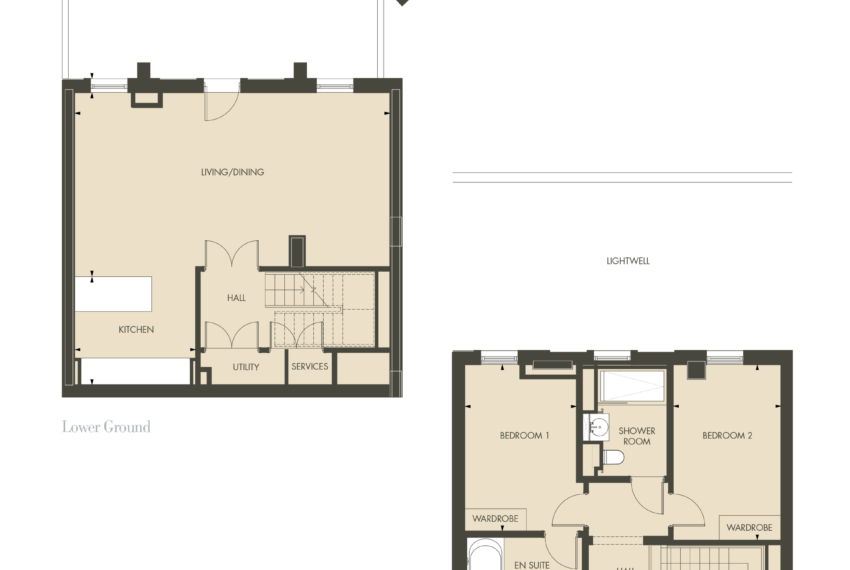 LIVING/DINING
HALL
KITCHEN
UTILITY
SERVICES
Lower Ground
LIGHTWELL
BEDROOM 1
SHOWER
ROOM
BEDROOM 2
WARDROBE
WARDROBE
EN SUITE
HALL